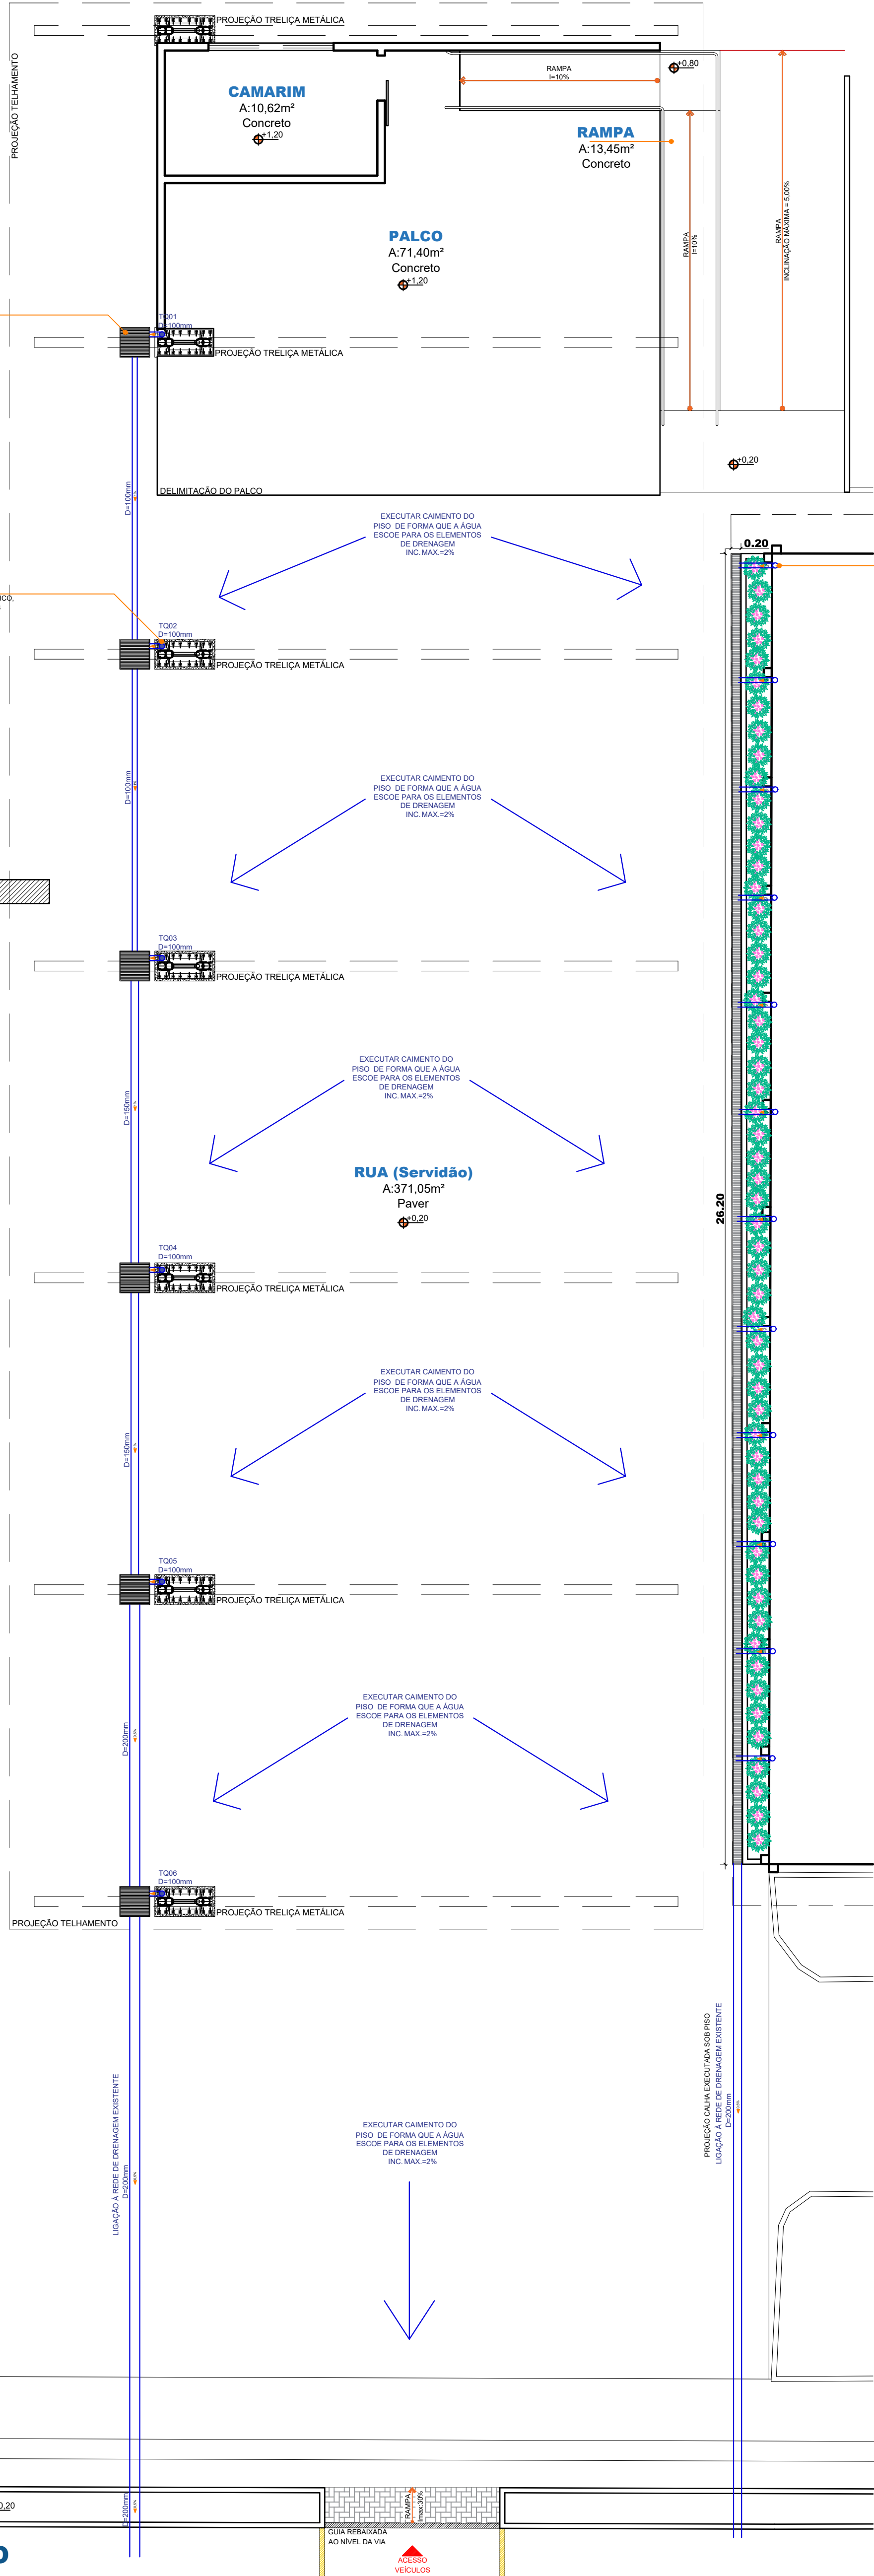 PROJEÇÃO TRELIÇA METÁLICA
PROJEÇÃO TELHAMENTO
CAMARIM
A:10,62m²
Concreto
+1,20
RAMPA
I=10%
+0,80
RAMPA
A:13,45m²
Concreto
RAMPA
I=10%
RAMPA
INCLINAÇÃO MÁXIMA = 5,00%
PALCO
A:71,40m²
Concreto
+1,20
TQ01
D=100mm
PROJEÇÃO TRELIÇA METÁLICA
+0,20
DELIMITAÇÃO DO PALCO
D=100mm
EXECUTAR CAIMENTO DO
PISO DE FORMA QUE A ÁGUA
ESCOE PARA OS ELEMENTOS
DE DRENAGEM
INC. MAX.=2%
0.20
ICO,
TQ02
D=100mm
PROJEÇÃO TRELIÇA METÁLICA
D=100mm
EXECUTAR CAIMENTO DO
PISO DE FORMA QUE A ÁGUA
ESCOE PARA OS ELEMENTOS
DE DRENAGEM
INC. MAX.=2%
TQ03
D=100mm
PROJEÇÃO TRELIÇA METÁLICA
D=150mm
EXECUTAR CAIMENTO DO
PISO DE FORMA QUE A ÁGUA
ESCOE PARA OS ELEMENTOS
DE DRENAGEM
INC. MAX.=2%
RUA (Servidão)
A:371,05m²
Paver
+0,20
26.20
TQ04
D=100mm
PROJEÇÃO TRELIÇA METÁLICA
D=150mm
EXECUTAR CAIMENTO DO
PISO DE FORMA QUE A ÁGUA
ESCOE PARA OS ELEMENTOS
DE DRENAGEM
INC. MAX.=2%
TQ05
D=100mm
PROJEÇÃO TRELIÇA METÁLICA
D=200mm
EXECUTAR CAIMENTO DO
PISO DE FORMA QUE A ÁGUA
ESCOE PARA OS ELEMENTOS
DE DRENAGEM
INC. MAX.=2%
TQ06
D=100mm
PROJEÇÃO TRELIÇA METÁLICA
PROJEÇÃO TELHAMENTO
LIGAÇÃO À REDE DE DRENAGEM EXISTENTE
D=200mm
EXECUTAR CAIMENTO DO
PISO DE FORMA QUE A ÁGUA
ESCOE PARA OS ELEMENTOS
DE DRENAGEM
INC. MAX.=2%
PROJEÇÃO CALHA EXECUTADA SOB PISO
LIGAÇÃO À REDE DE DRENAGEM EXISTENTE
D=200mm
0,20
D=200mm
RAMPA
Imax:30%
GUIA REBAIXADA
AO NÍVEL DA VIA
ACESSO
VEÍCULOS